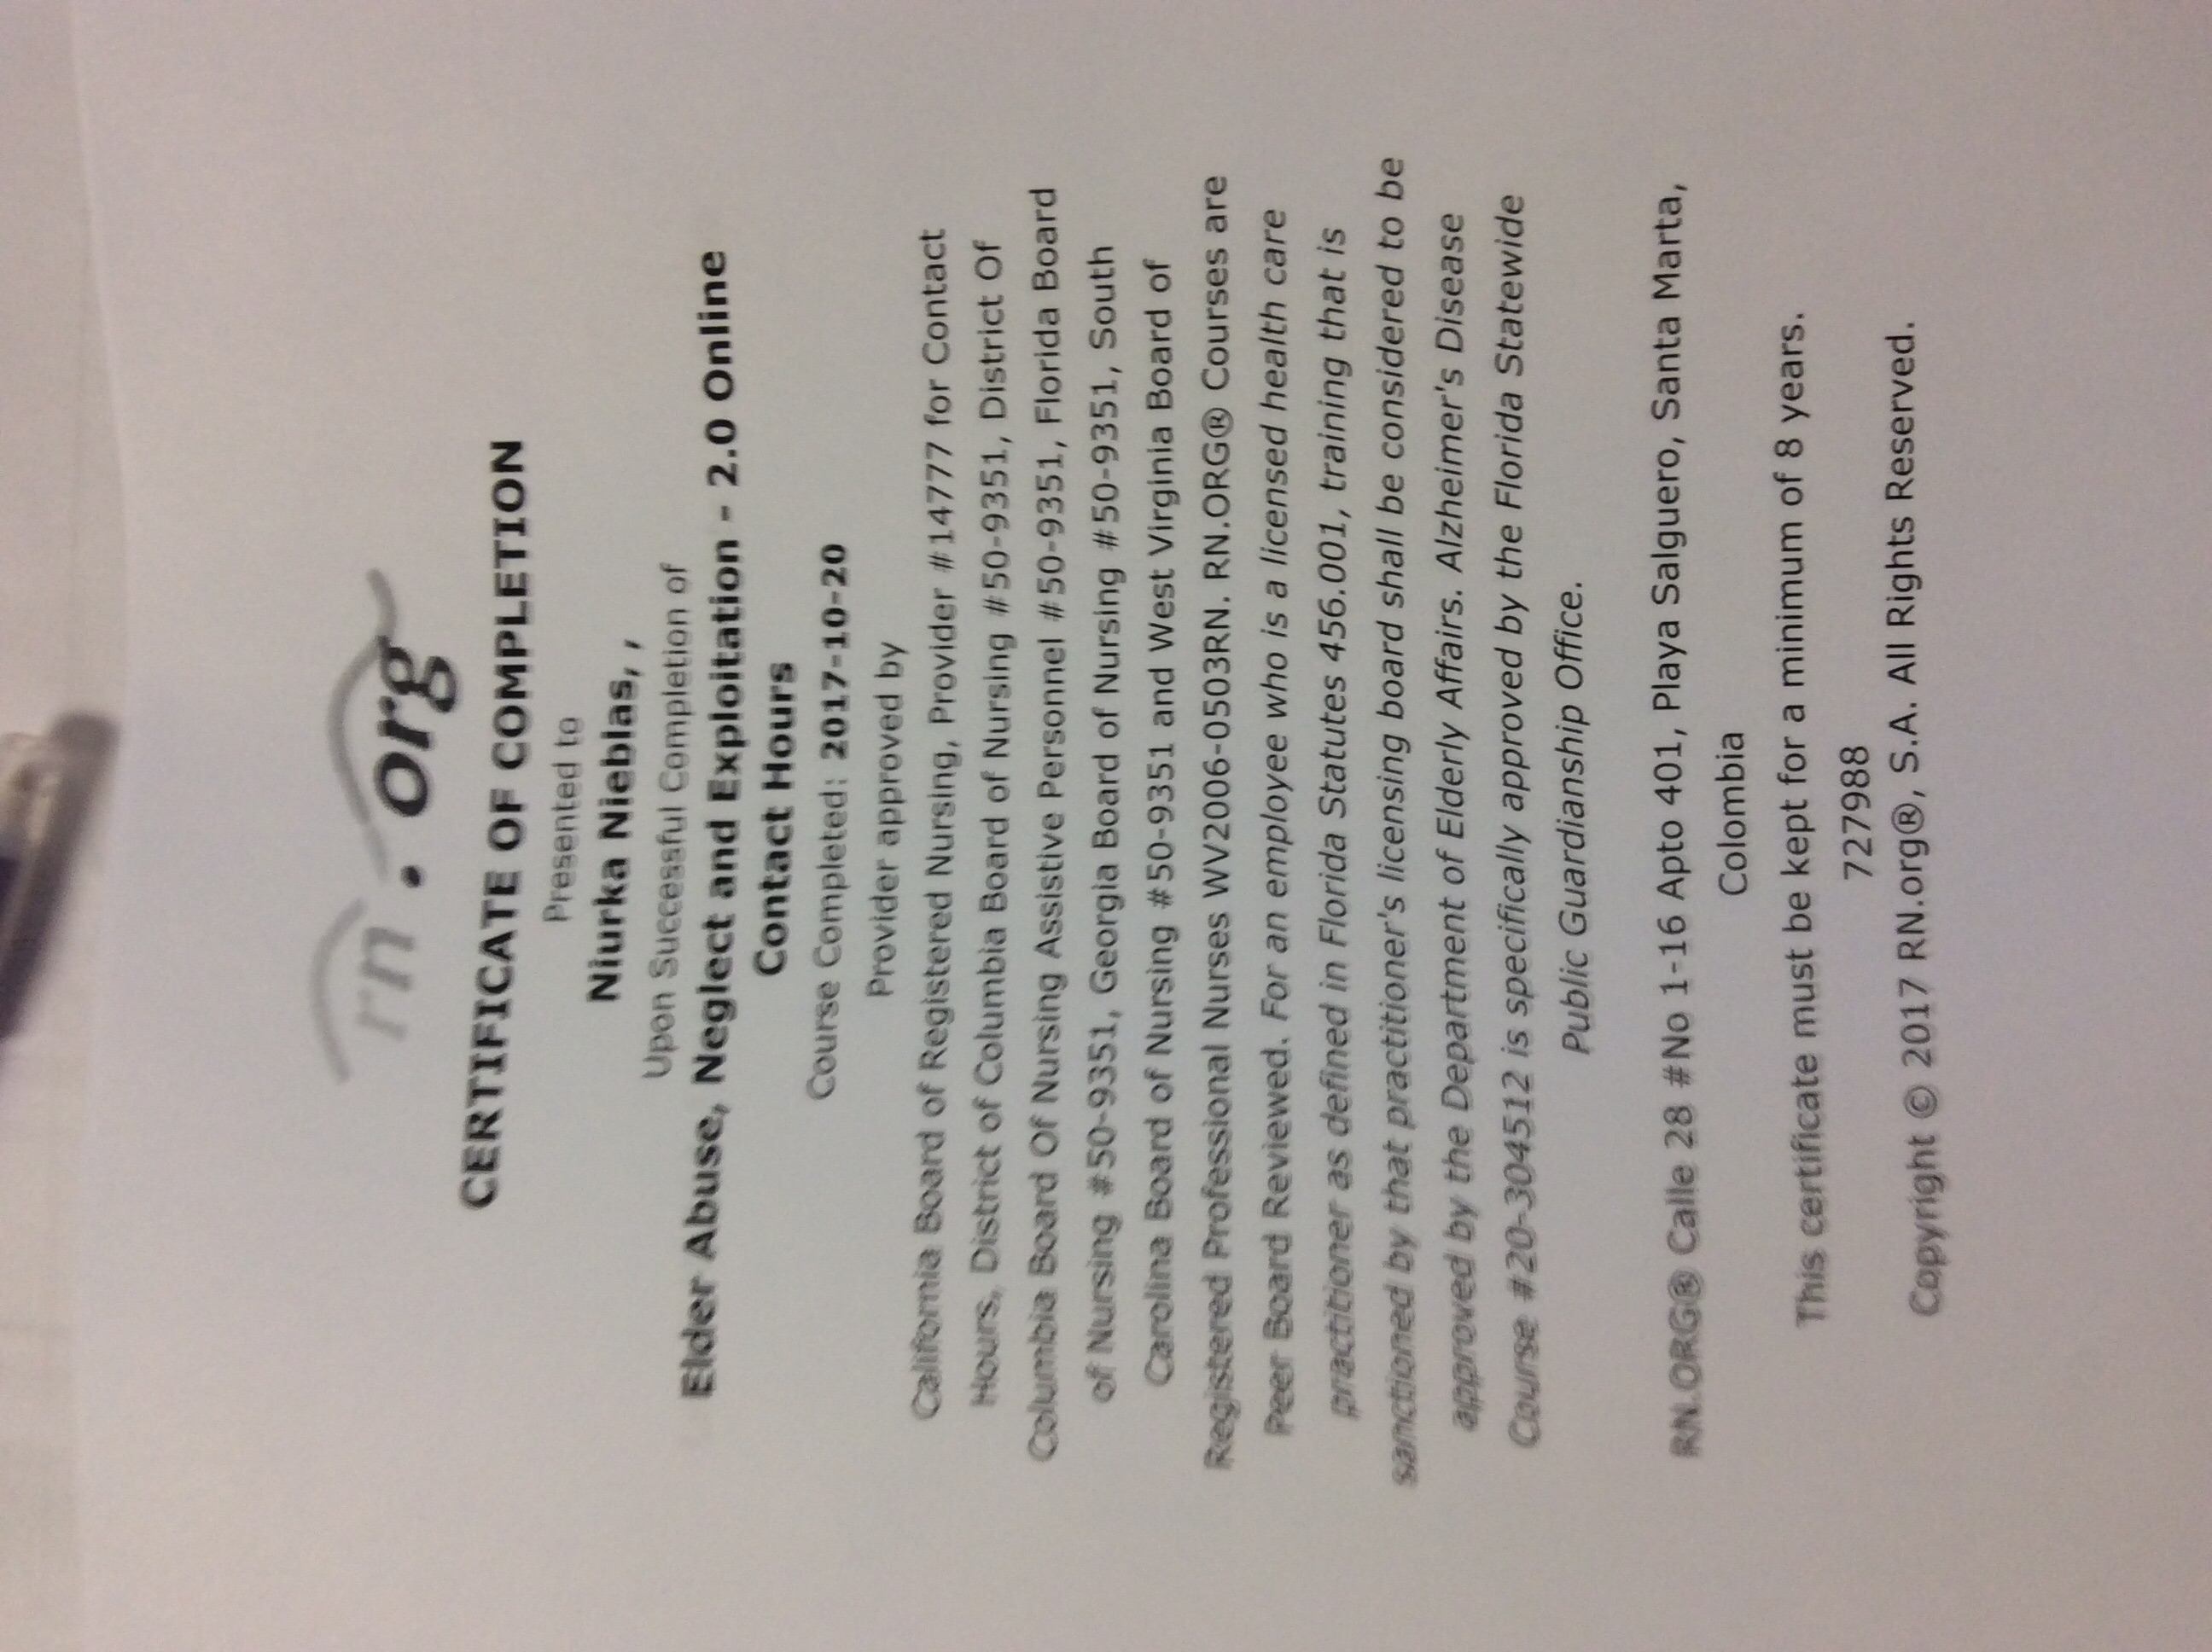 rn . org
CERTIFICATE OF COMPLETION
Presented to
Niurka Nieblas, ,
Upon Successful Completion of
Elder Abuse, Neglect and Exploitation - 2.0 Online
Contact Hours
Course Completed: 2017-10-20
Provider approved by
California Board of Registered Nursing, Provider #14777 for Contact
Hours, District of Columbia Board of Nursing #50-9351, District Of
Columbia Board Of Nursing Assistive Personnel #50-9351, Florida Board
of Nursing #50-9351, Georgia Board of Nursing #50-9351, South
Carolina Board of Nursing #50-9351 and West Virginia Board of
Registered Professional Nurses WV2006-0503RN. RN.ORG® Courses are
Peer Board Reviewed. For an employee who is a licensed health care
practitioner as defined in Florida Statutes 456.001, training that is
sanctioned by that practitioner's licensing board shall be considered to be
approved by the Department of Elderly Affairs. Alzheimer's Disease
Course #20-304512 is specifically approved by the Florida Statewide
Public Guardianship Office.
RN.ORG® Calle 28 #No 1-16 Apto 401, Playa Salguero, Santa Marta,
Colombia
This certificate must be kept for a minimum of 8 years.
727988
Copyright © 2017 RN.org®, S.A. All Rights Reserved.